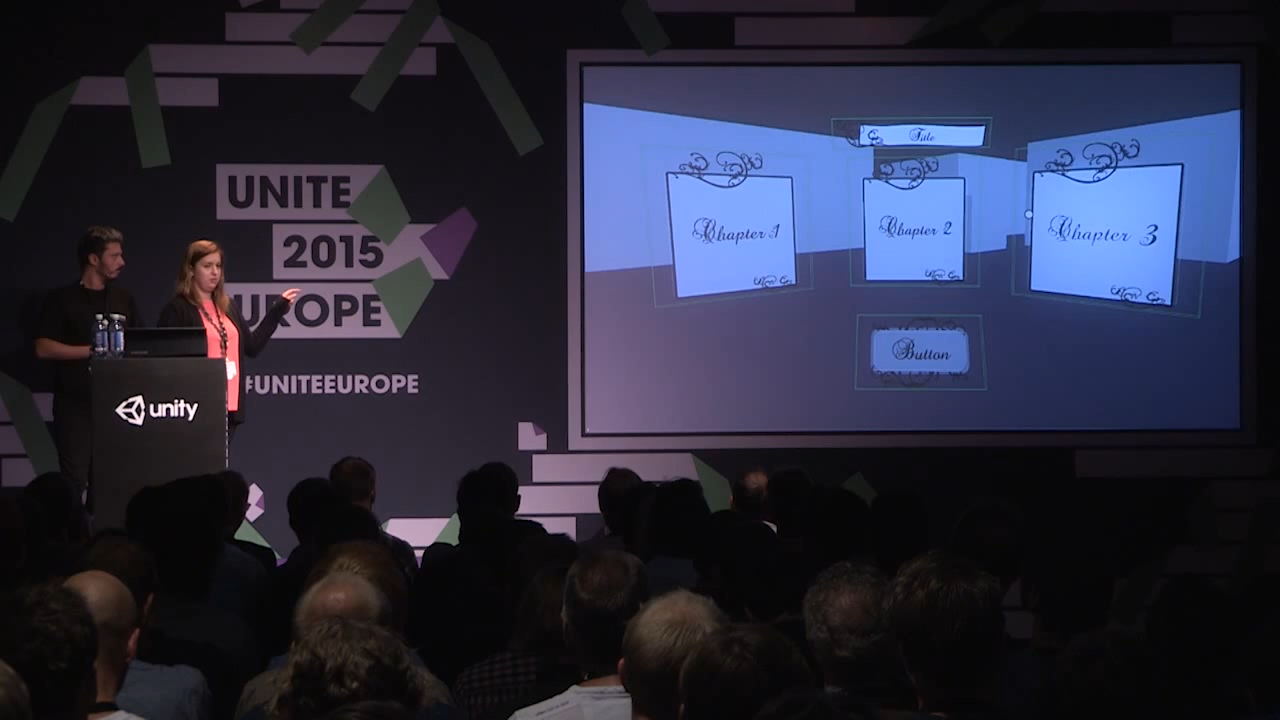 UNITE
2015
EUROPE
#UNITEEUROPE
unity
Title
Chapter 1
Chapter 2
Chapter 3
Button